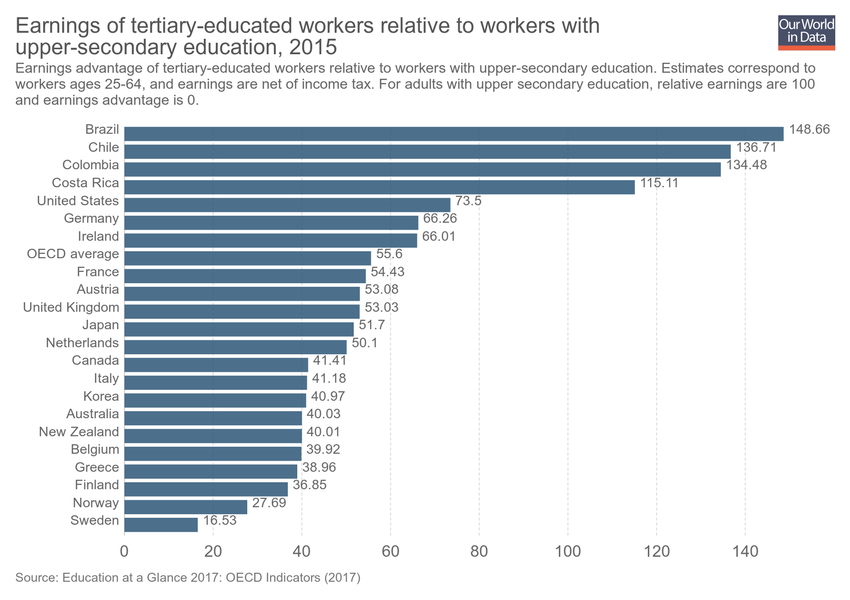 Earnings of tertiary-educated workers relative to workers with
upper-secondary education, 2015
Our World
in Data
Earnings advantage of tertiary-educated workers relative to workers with upper-secondary education. Estimates correspond to
workers ages 25-64, and earnings are net of income tax. For adults with upper secondary education, relative earnings are 100
and earnings advantage is 0.
Brazil 148.66
Chile 136.71
Colombia 134.48
Costa Rica 115.11
United States 73.5
Germany 66.26
Ireland 66.01
OECD average 55.6
France 54.43
Austria 53.08
United Kingdom 53.03
Japan 51.7
Netherlands 50.1
Canada 41.41
Italy 41.18
Korea 40.97
Australia 40.03
New Zealand 40.01
Belgium 39.92
Greece 38.96
Finland 36.85
Norway 27.69
Sweden 16.53
0 20 40 60 80 100 120 140
Source: Education at a Glance 2017: OECD Indicators (2017)